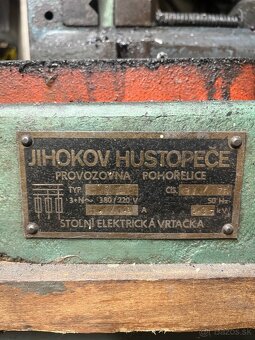 JIHOKOV HUSTOPEČE
PROVOZOVNA POHOŘELICE
TYP ČÍS.
3+N~ 380/220 V 50 Hz
A kW
STOLNÍ ELEKTRICKÁ VRTAČKA